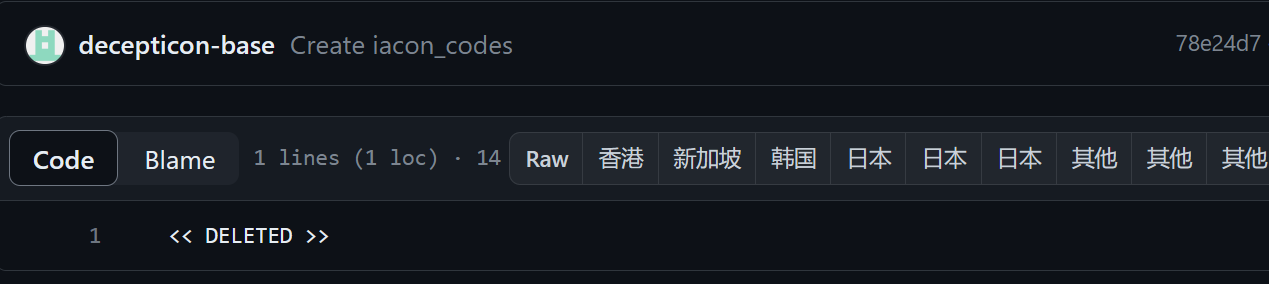 decepticon-base Create iacon_codes 78e24d7
Code Blame 1 lines (1 loc) · 14 Raw 香港 新加坡 韩国 日本 日本 日本 其他 其他 其他
1 << DELETED >>